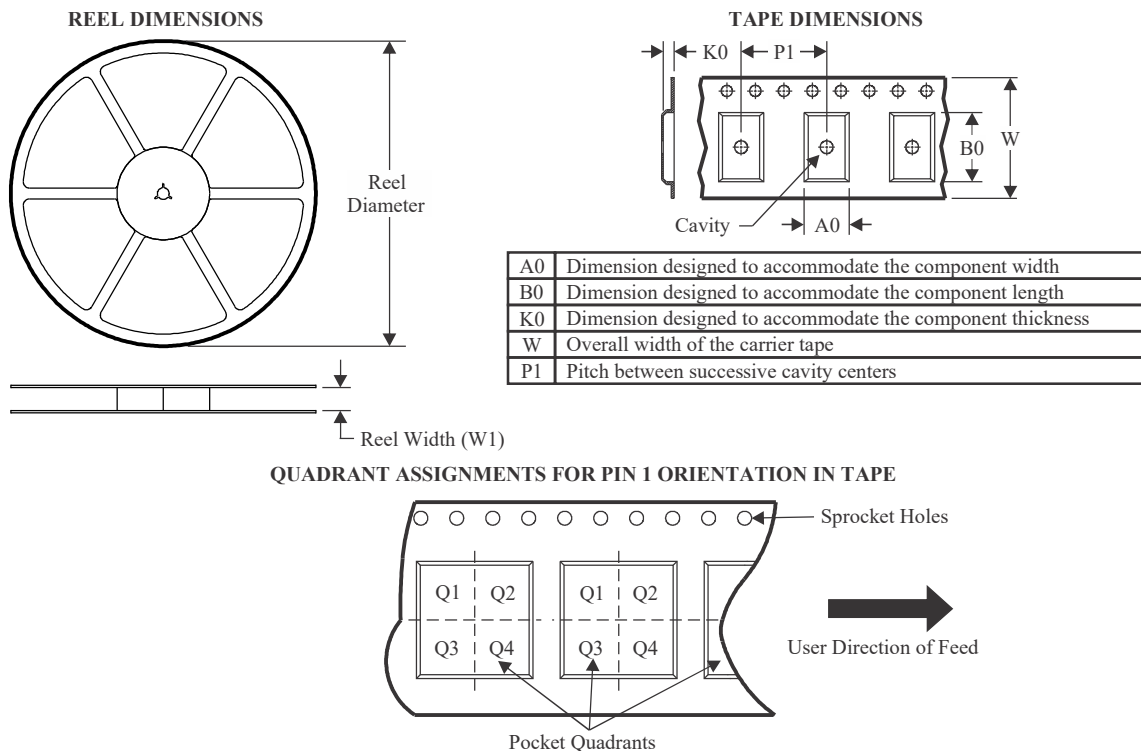 REEL DIMENSIONS
TAPE DIMENSIONS
K0
P1
B0
W
Reel
Diameter
Cavity
A0
A0 Dimension designed to accommodate the component width
B0 Dimension designed to accommodate the component length
K0 Dimension designed to accommodate the component thickness
W Overall width of the carrier tape
P1 Pitch between successive cavity centers
Reel Width (W1)
QUADRANT ASSIGNMENTS FOR PIN 1 ORIENTATION IN TAPE
Sprocket Holes
Q1 Q2 Q1 Q2
Q3 Q4 Q3 Q4
User Direction of Feed
Pocket Quadrants